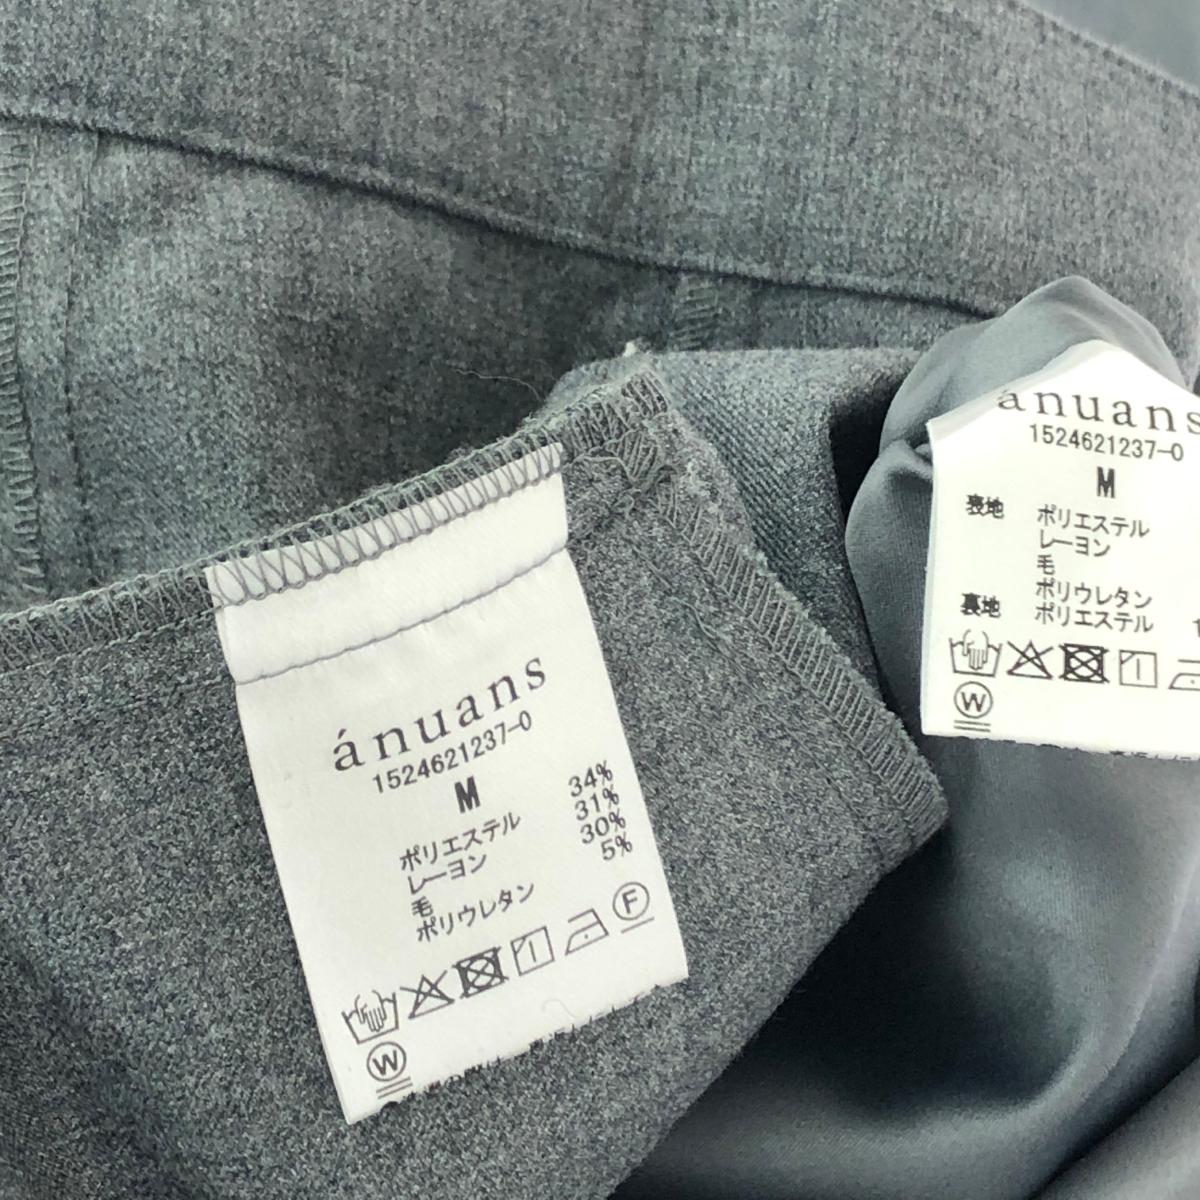 ánuans
1524621237-0
M
ポリエステル 34%
レーヨン 31%
毛 30%
ポリウレタン 5%
F
W
anuans
1524621237-0
M
表地 ポリエステル
レーヨン
毛
ポリウレタン
裏地 ポリエステル 1
W